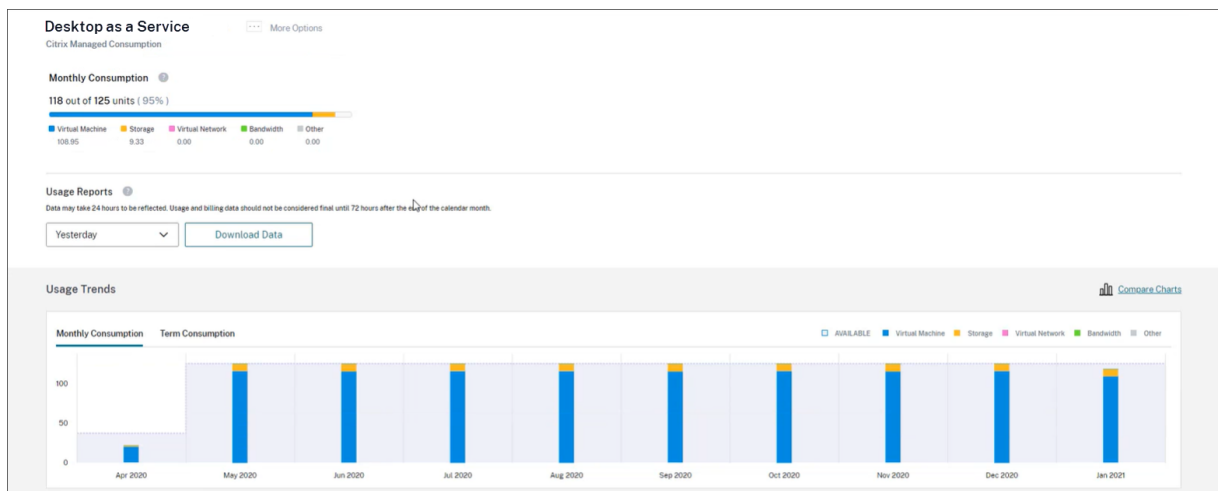 Desktop as a Service
··· More Options
Citrix Managed Consumption
Monthly Consumption ?
118 out of 125 units ( 95% )
Virtual Machine Storage Virtual Network Bandwidth Other
108.95 9.33 0.00 0.00 0.00
Usage Reports ?
Data may take 24 hours to be reflected. Usage and billing data should not be considered final until 72 hours after the end of the calendar month.
Yesterday Download Data
Usage Trends Compare Charts
Monthly Consumption Term Consumption AVAILABLE Virtual Machine Storage Virtual Network Bandwidth Other
100
50
0
Apr 2020 May 2020 Jun 2020 Jul 2020 Aug 2020 Sep 2020 Oct 2020 Nov 2020 Dec 2020 Jan 2021